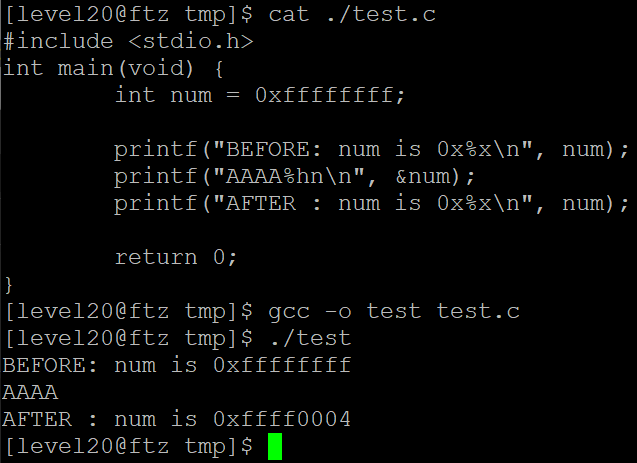 [level20@ftz tmp]$ cat ./test.c
#include <stdio.h>
int main(void) {
        int num = 0xffffffff;

        printf("BEFORE: num is 0x%x\n", num);
        printf("AAAA%hn\n", &num);
        printf("AFTER : num is 0x%x\n", num);

        return 0;
}
[level20@ftz tmp]$ gcc -o test test.c
[level20@ftz tmp]$ ./test
BEFORE: num is 0xffffffff
AAAA
AFTER : num is 0xffff0004
[level20@ftz tmp]$